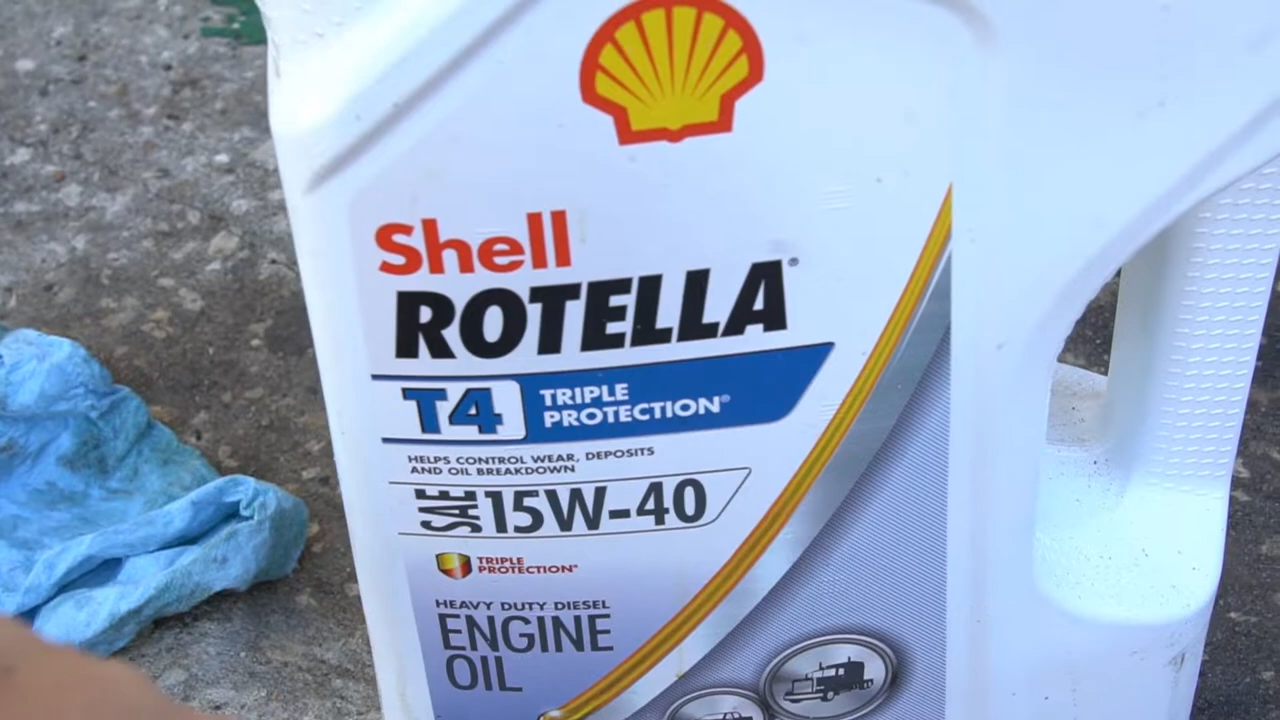 Shell
ROTELLA®
T4 TRIPLE
PROTECTION®
HELPS CONTROL WEAR, DEPOSITS
AND OIL BREAKDOWN
SAE 15W-40
TRIPLE
PROTECTION®
HEAVY DUTY DIESEL
ENGINE
OIL